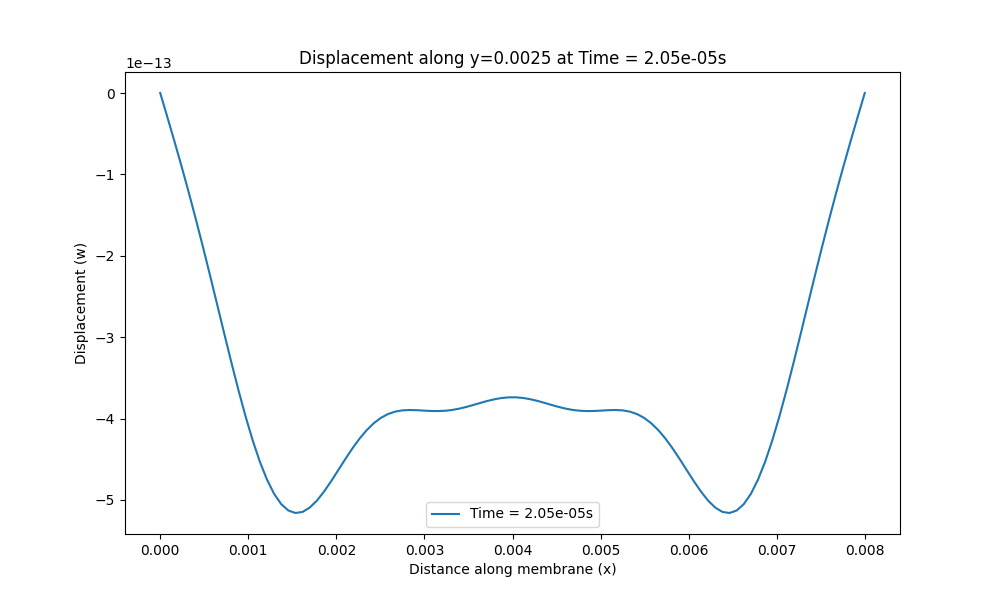 Displacement along y=0.0025 at Time = 2.05e-05s
1e−13
0
−1
−2
−3
−4
−5
Displacement (w)
Time = 2.05e-05s
0.000 0.001 0.002 0.003 0.004 0.005 0.006 0.007 0.008
Distance along membrane (x)